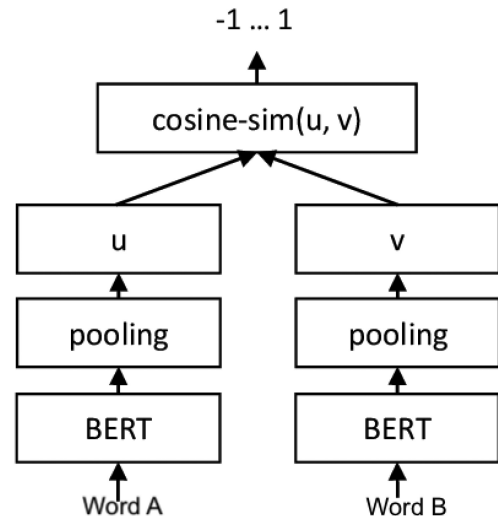 -1 ... 1
cosine-sim(u, v)
u
v
pooling
pooling
BERT
BERT
Word A
Word B